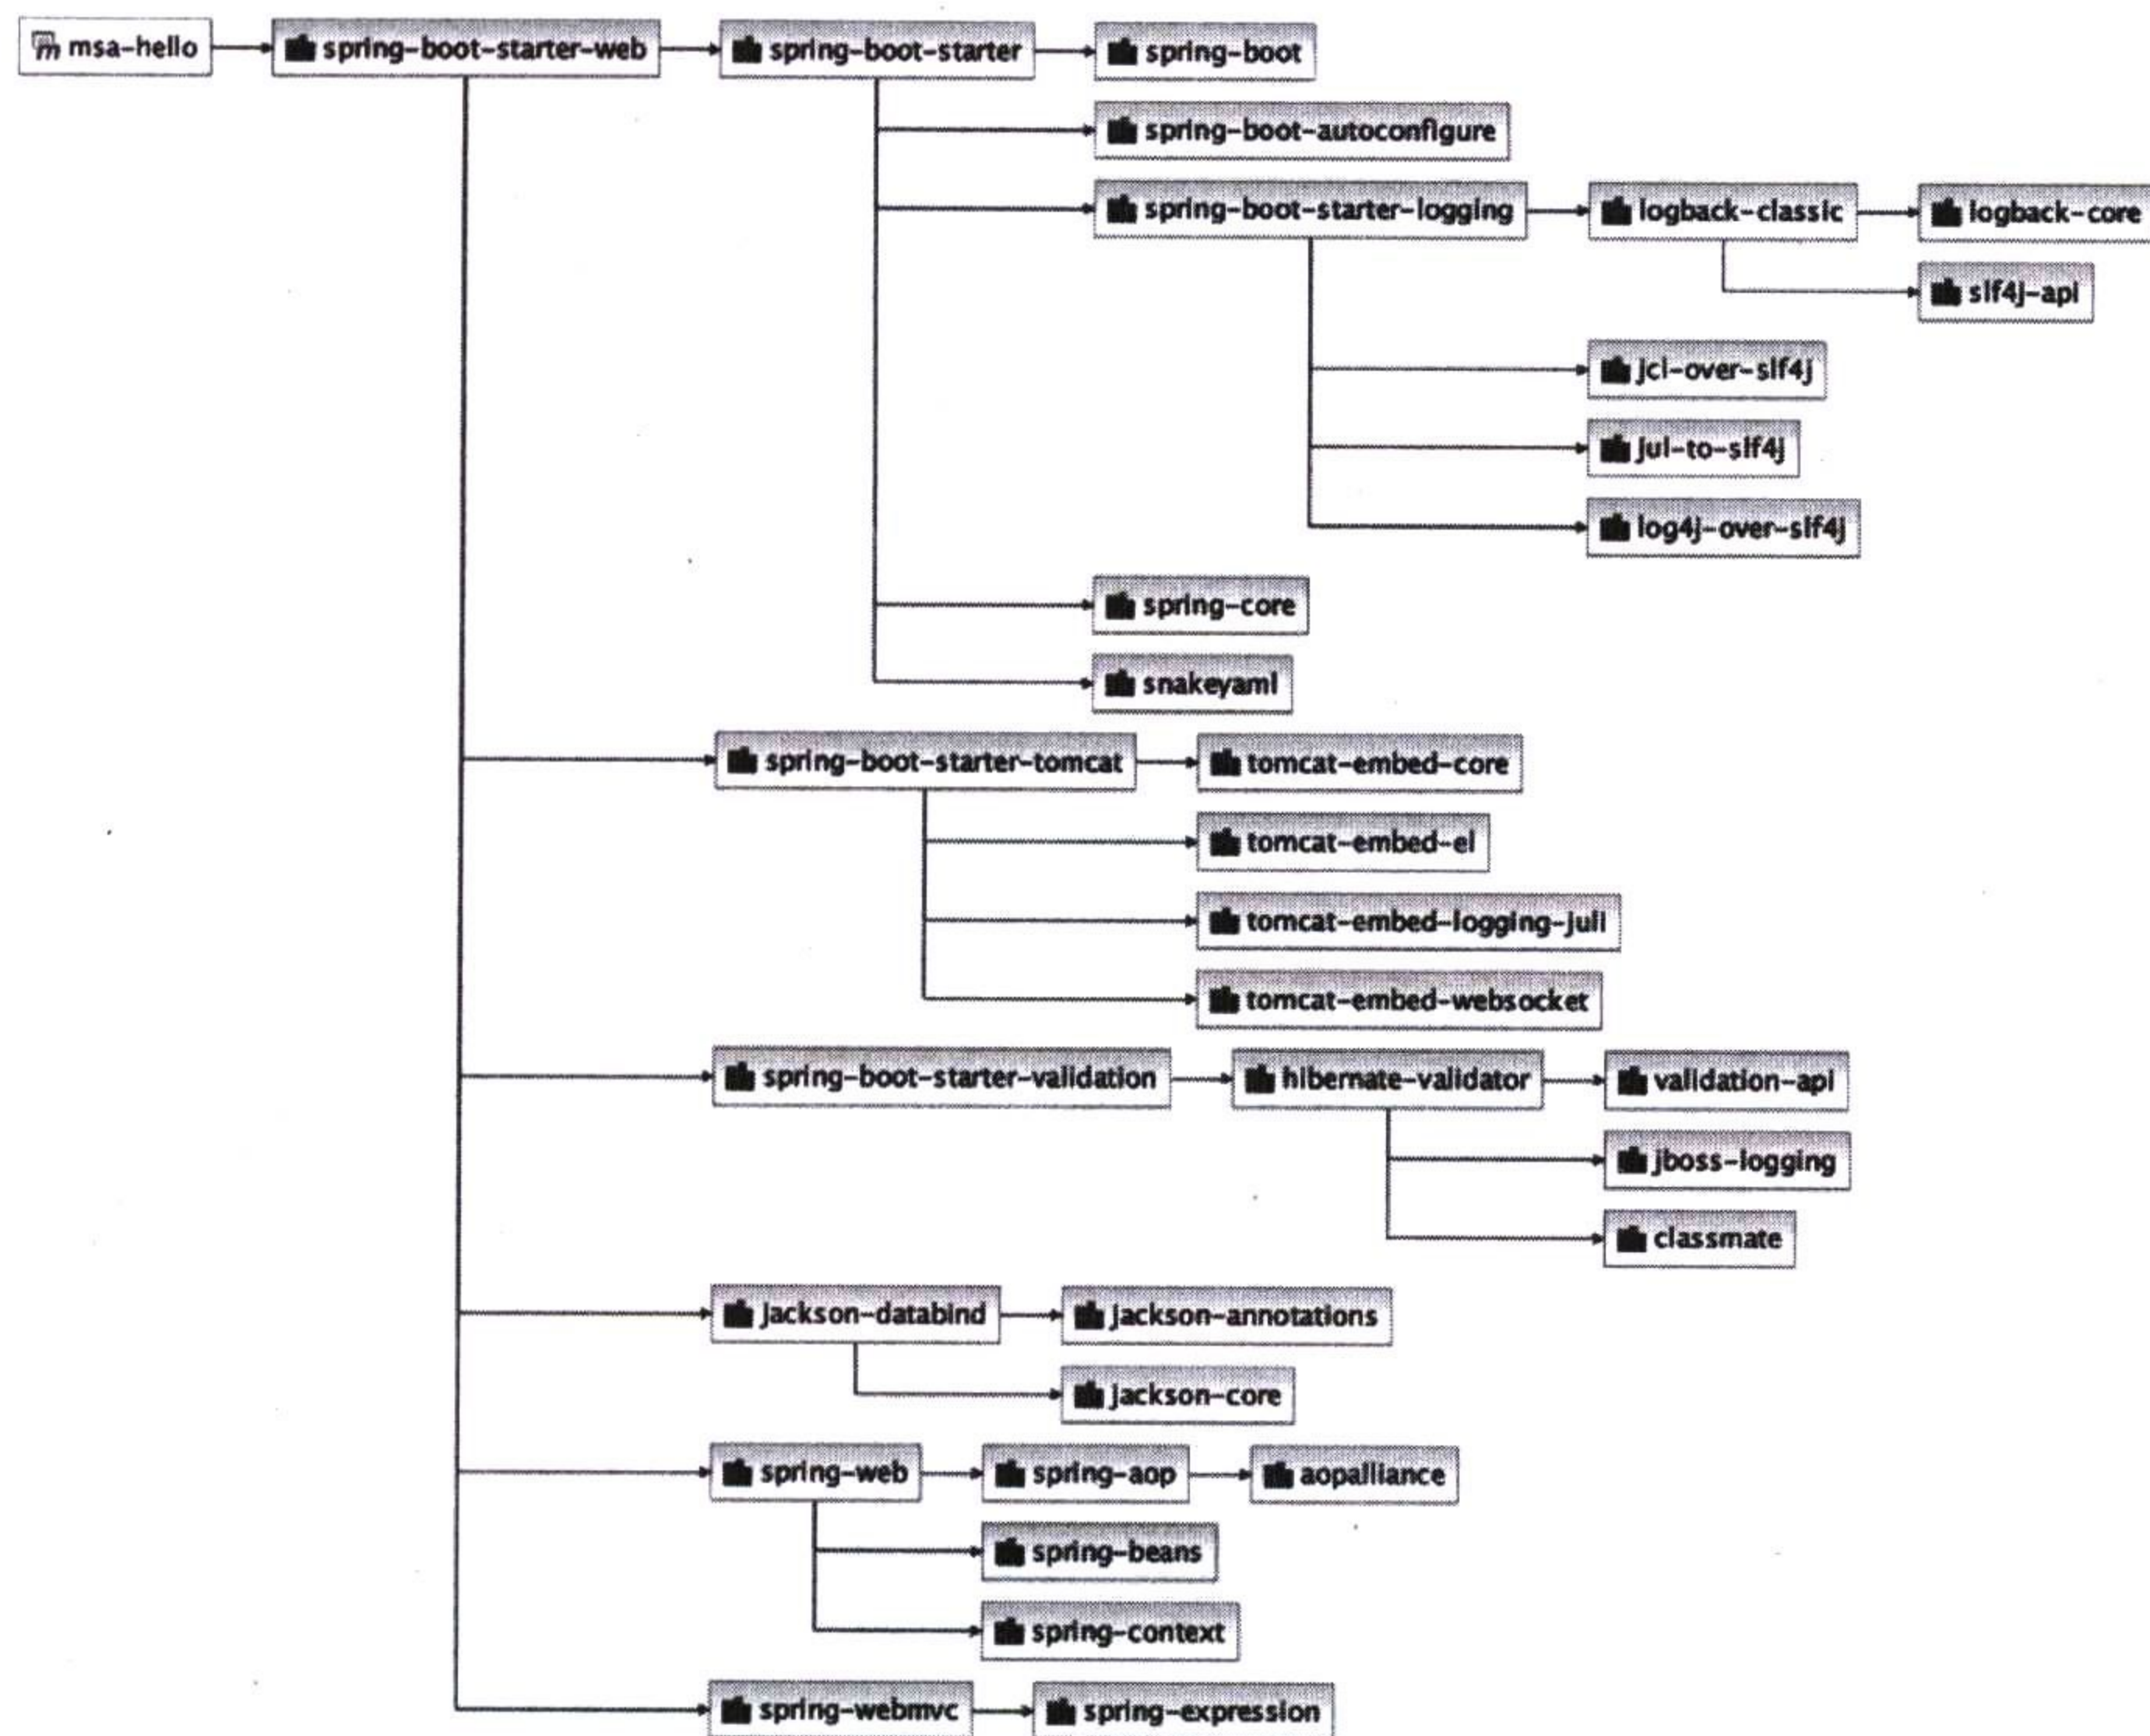 msa-hello spring-boot-starter-web spring-boot-starter spring-boot
spring-boot-autoconfigure
spring-boot-starter-logging logback-classic logback-core
slf4j-api
jcl-over-slf4j
jul-to-slf4j
log4j-over-slf4j
spring-core
snakeyaml
spring-boot-starter-tomcat tomcat-embed-core
tomcat-embed-el
tomcat-embed-logging-juli
tomcat-embed-websocket
spring-boot-starter-validation hibernate-validator validation-api
jboss-logging
classmate
jackson-databind jackson-annotations
jackson-core
spring-web spring-aop aopalliance
spring-beans
spring-context
spring-webmvc spring-expression